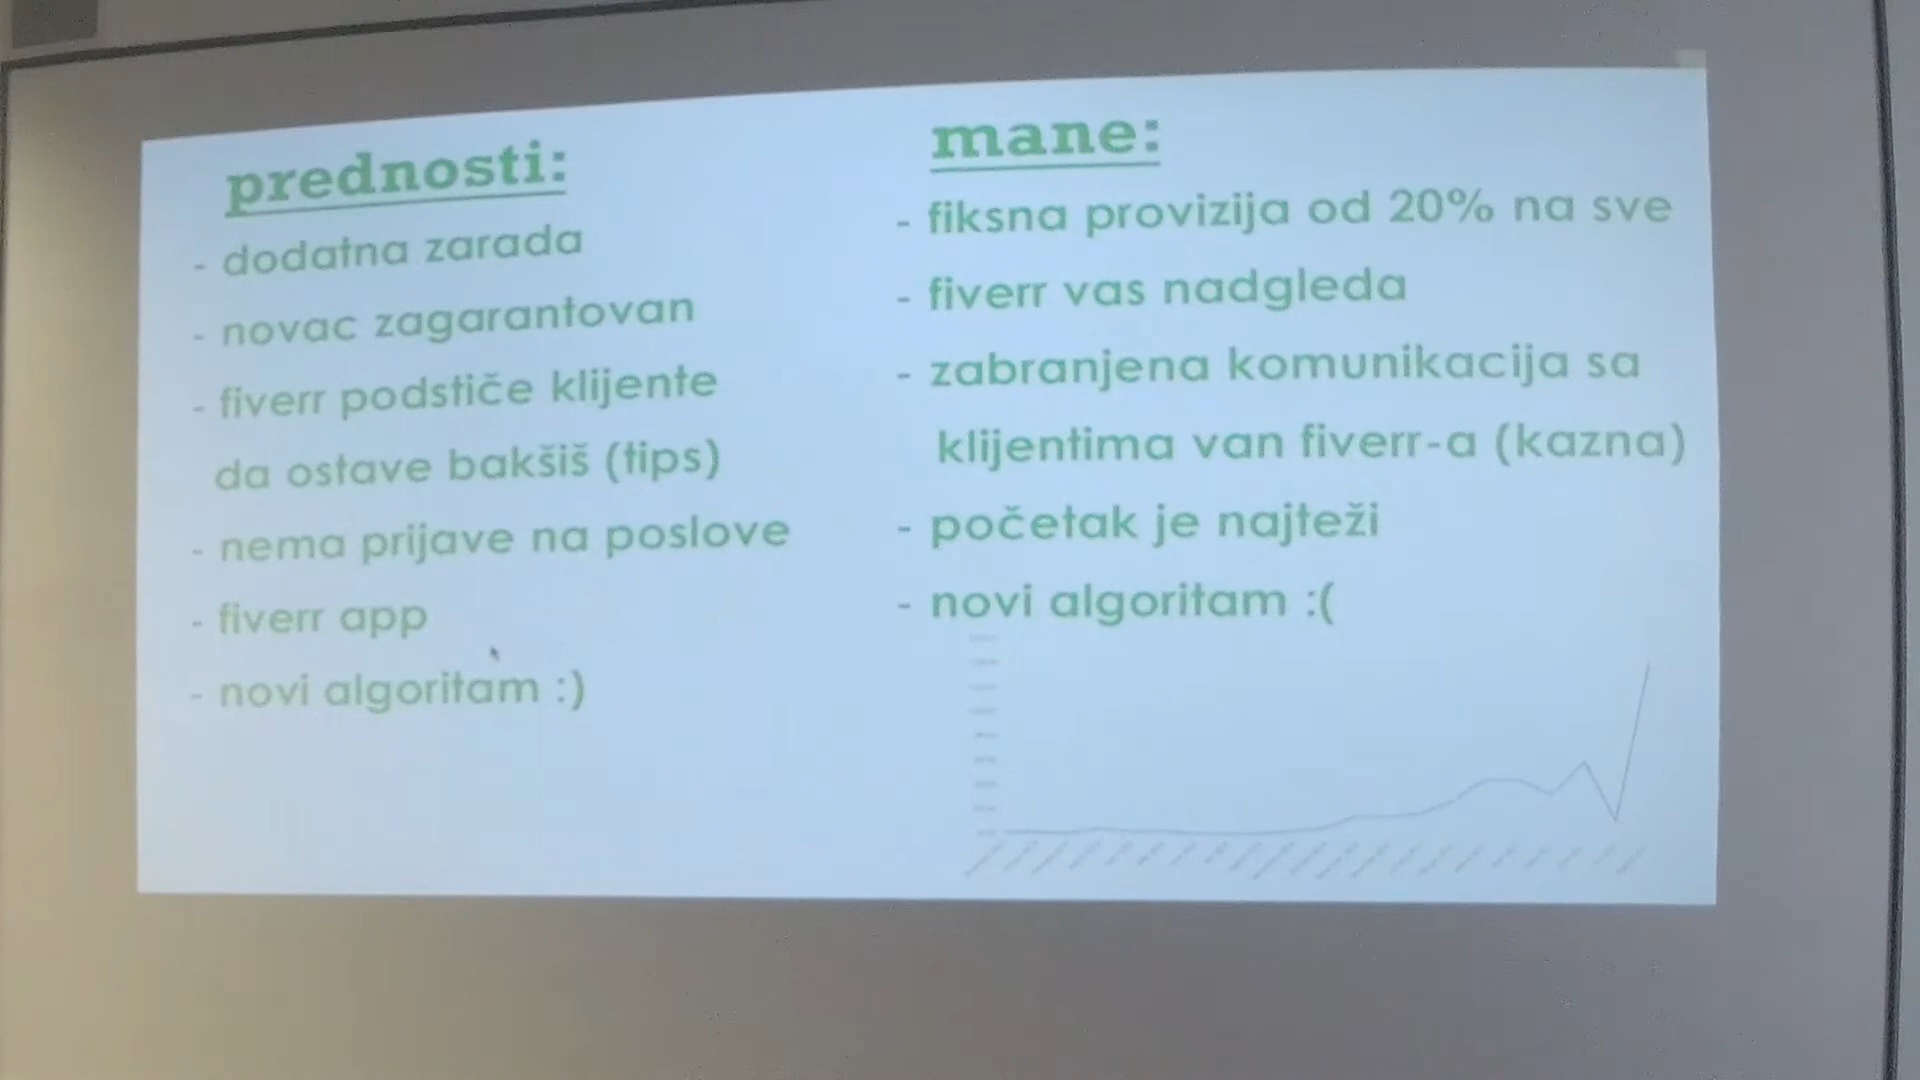 prednosti:
- dodatna zarada
- novac zagarantovan
- fiverr podstiče klijente
da ostave bakšiš (tips)
- nema prijave na poslove
- fiverr app
- novi algoritam :)
mane:
- fiksna provizija od 20% na sve
- fiverr vas nadgleda
- zabranjena komunikacija sa
klijentima van fiverr-a (kazna)
- početak je najteži
- novi algoritam :(